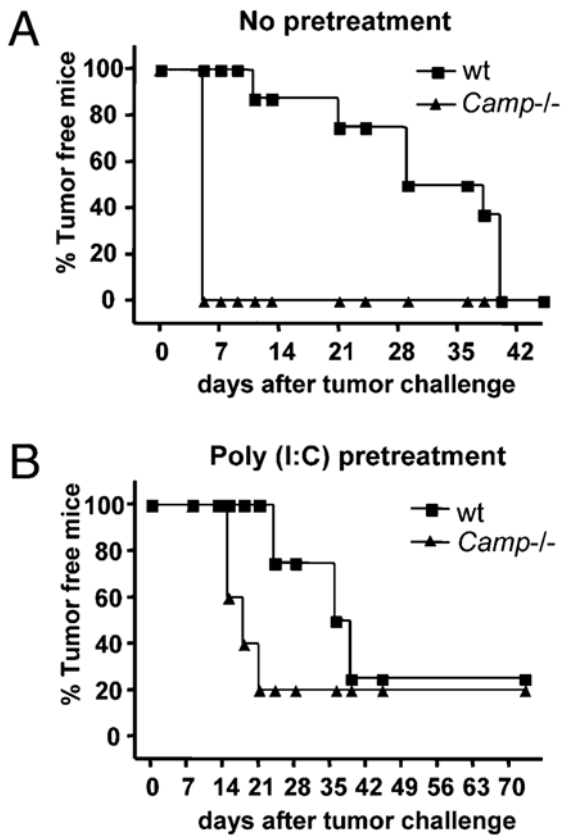 A
No pretreatment
% Tumor free mice
100
80
60
40
20
0
wt
Camp-/-
0 7 14 21 28 35 42
days after tumor challenge
B
Poly (I:C) pretreatment
% Tumor free mice
100
80
60
40
20
0
wt
Camp-/-
0 7 14 21 28 35 42 49 56 63 70
days after tumor challenge